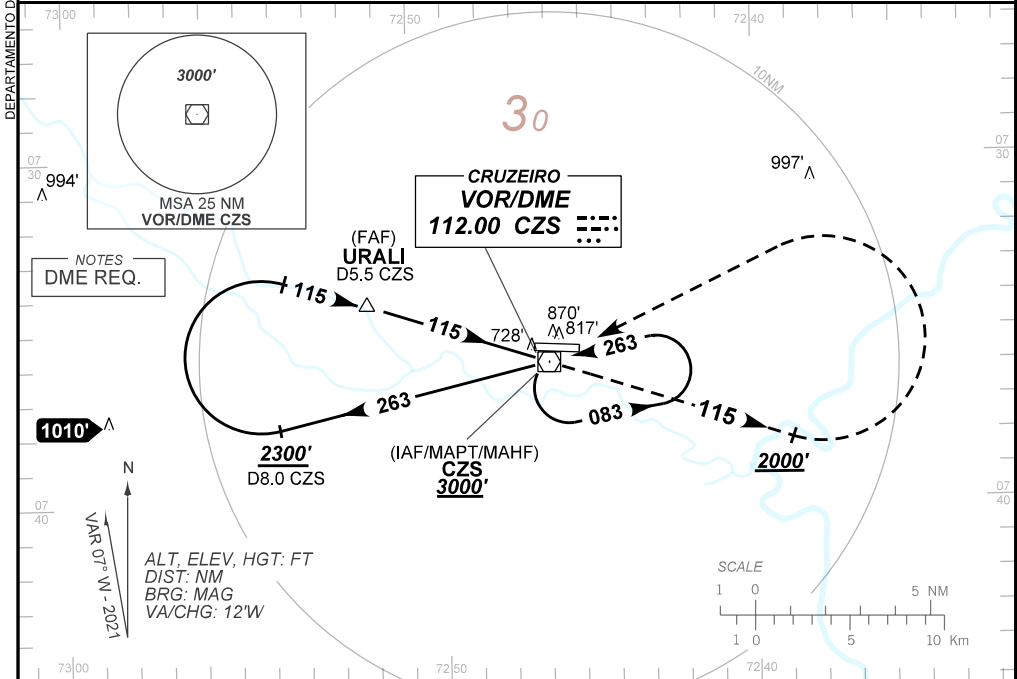 DEPARTAMENTO D
73 00
72 50
72 40
3000'
MSA 25 NM
VOR/DME CZS
NOTES
DME REQ.
07
30
994'
30
10NM
997'
07
30
CRUZEIRO
VOR/DME
112.00 CZS
(FAF)
URALI
D5.5 CZS
115
115
728'
870'
817'
263
263
083
115
1010'
2300'
D8.0 CZS
(IAF/MAPT/MAHF)
CZS
3000'
2000'
07
40
07
40
N
VAR 07° W - 2021
ALT, ELEV, HGT: FT
DIST: NM
BRG: MAG
VA/CHG: 12'W
SCALE
1 0 5 NM
1 0 5 10 Km
73 00
72 50
72 40